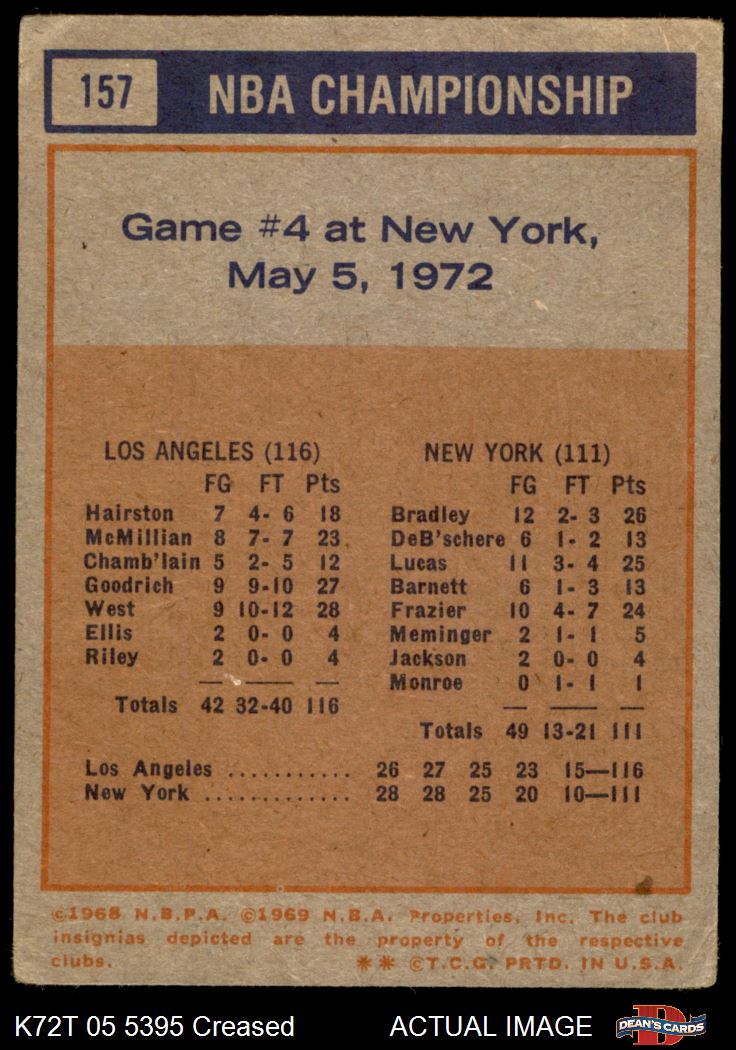 157 NBA CHAMPIONSHIP
Game #4 at New York,
May 5, 1972
LOS ANGELES (116)
FG FT Pts
Hairston 7 4- 6 18
McMillian 8 7- 7 23
Chamb'lain 5 2- 5 12
Goodrich 9 9-10 27
West 9 10-12 28
Ellis 2 0- 0 4
Riley 2 0- 0 4
Totals 42 32-40 116
NEW YORK (111)
FG FT Pts
Bradley 12 2- 3 26
DeB'schere 6 1- 2 13
Lucas 11 3- 4 25
Barnett 6 1- 3 13
Frazier 10 4- 7 24
Meminger 2 1- 1 5
Jackson 2 0- 0 4
Monroe 0 1- 1 1
Totals 49 13-21 111
Los Angeles ........... 26 27 25 23 15—116
New York ............. 28 28 25 20 10—111
©1968 N.B.P.A. ©1969 N.B.A. Properties, Inc. The club
insignias depicted are the property of the respective
clubs. ** ©T.C.G. PRTD. IN U.S.A.
K72T 05 5395 Creased ACTUAL IMAGE DEAN'S CARDS